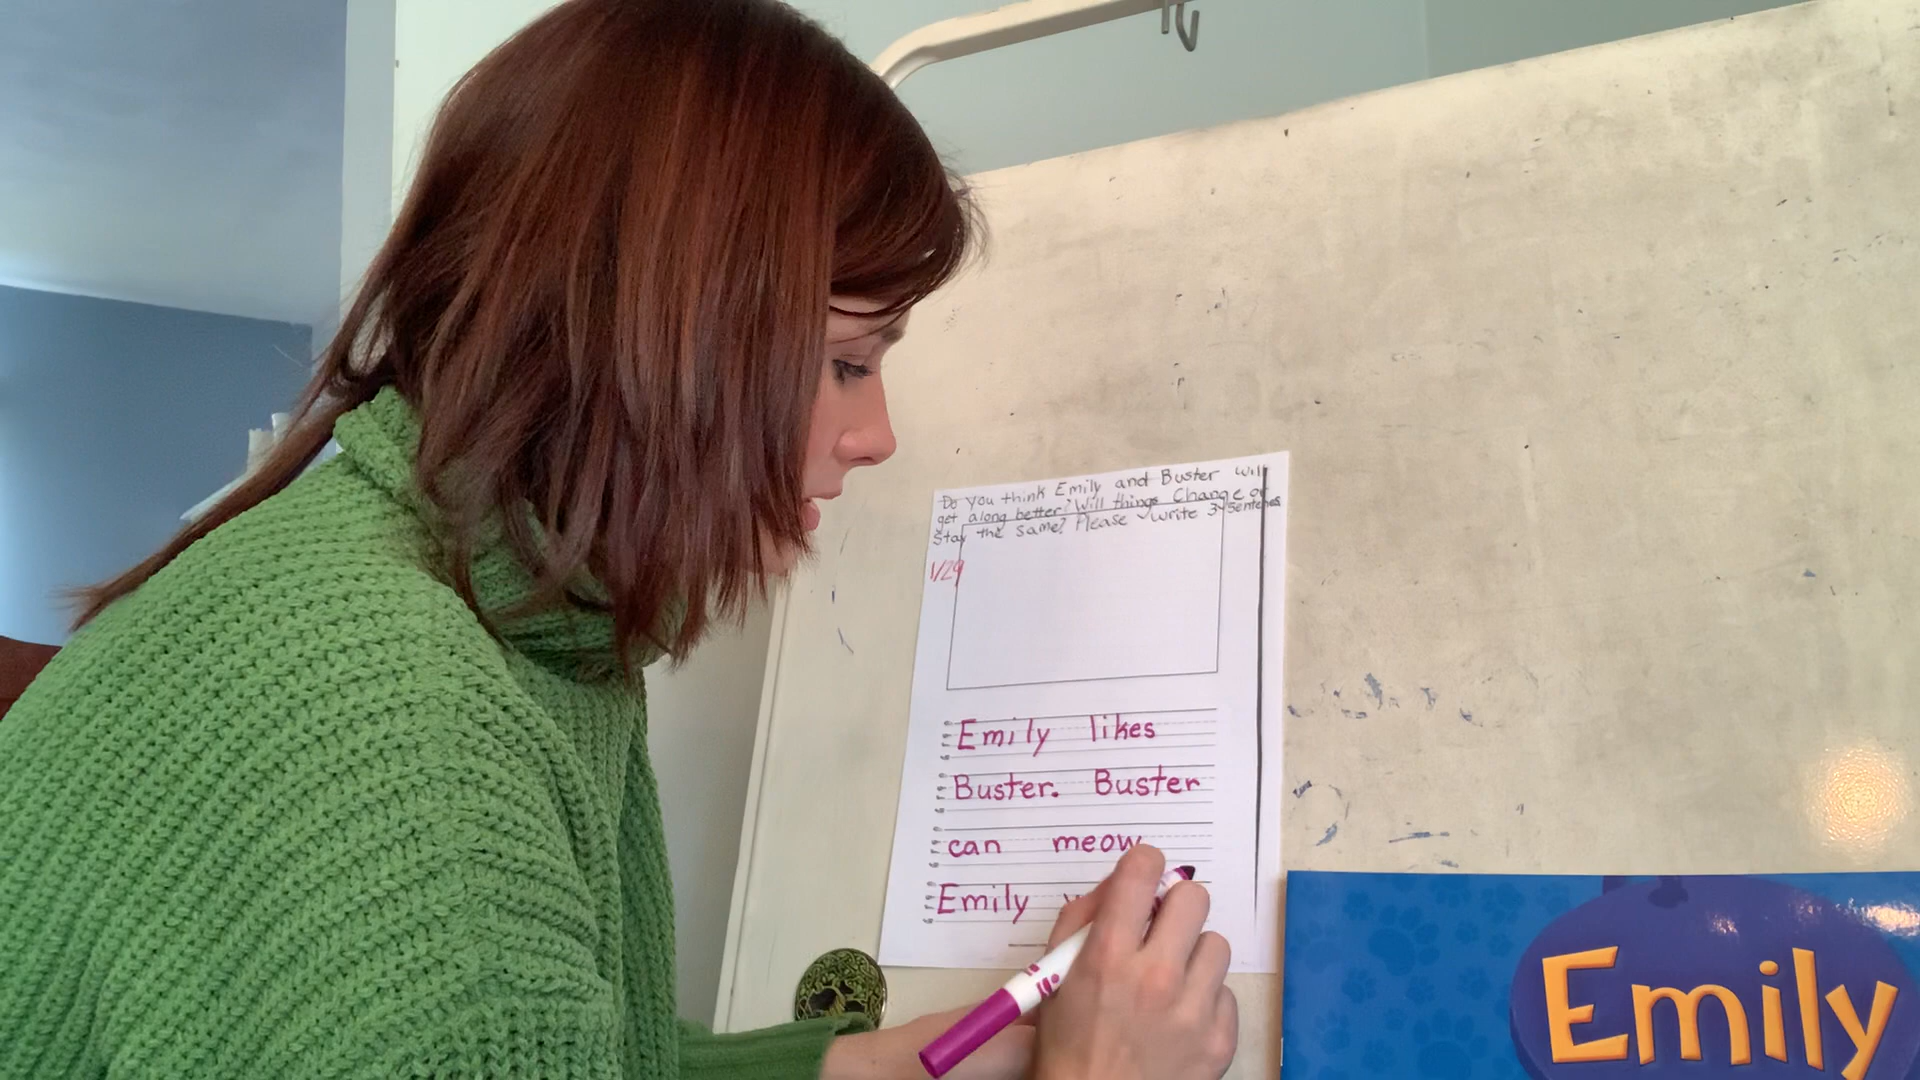 Do you think Emily and Buster will
get along better? Will things Change or
Stay the same? Please write 3 Sentences
1/29
Emily likes
Buster. Buster
can meow
Emily
Emily